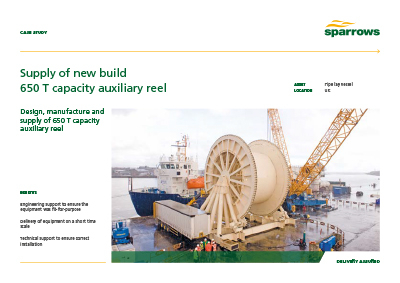 CASE STUDY
sparrows
Supply of new build
650 T capacity auxiliary reel
ASSET Pipelay vessel
LOCATION UK
Design, manufacture and
supply of 650 T capacity
auxiliary reel
BENEFITS
Engineering support to ensure the
equipment was fit-for-purpose
Delivery of equipment on a short time
scale
Technical support to ensure correct
installation
DELIVERY ASSURED